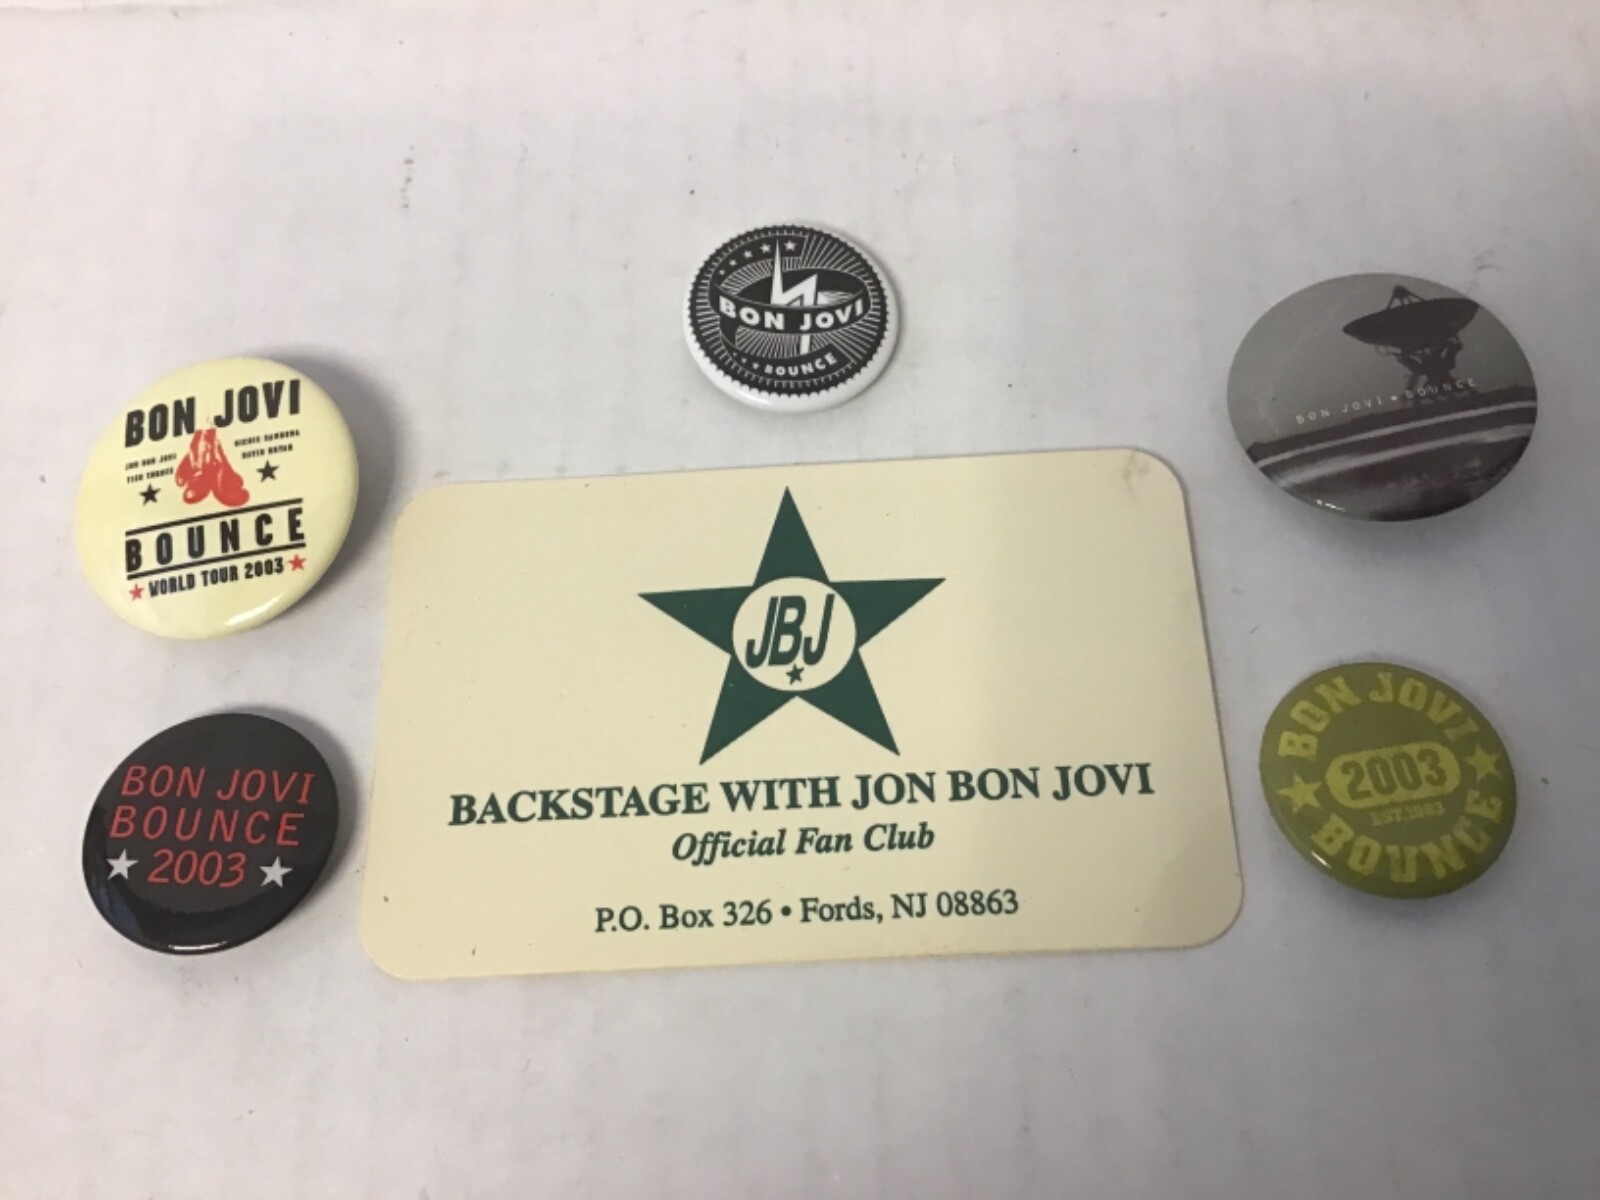 BON JOVI
BOUNCE
BON JOVI ★ BOUNCE
BON JOVI
JON BON JOVI
RICHIE SAMBORA
TICO TORRES
DAVID BRYAN
BOUNCE
★ WORLD TOUR 2003 ★
JBJ
BACKSTAGE WITH JON BON JOVI
Official Fan Club
P.O. Box 326 • Fords, NJ 08863
BON JOVI
BOUNCE
★ 2003 ★
BON JOVI
2003
EST.1983
BOUNCE